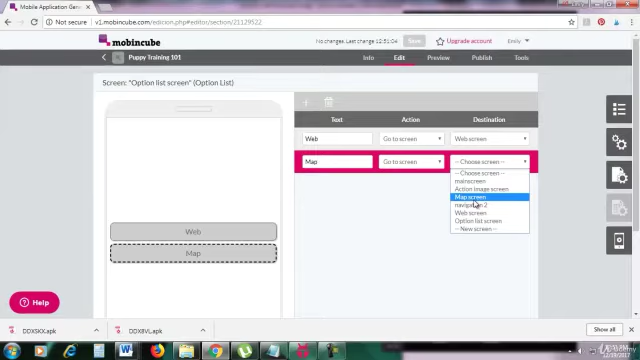 Mobile Application Gen
v1.mobincube.com/edicion.php#editor/section/21129522
mobincube
No changes. Last change: 12:51:04
Save
Upgrade account
Emily
Puppy Training 101
Info
Edit
Preview
Publish
Tools
Screen: "Option list screen" (Option List)
Text
Action
Destination
Web
Go to screen
Web screen
Map
Go to screen
-- Choose screen --
-- Choose screen --
mainscreen
Action image screen
Map screen
navigation 2
Web screen
Option list screen
-- New screen --
Web
Map
Help
DDXSKX.apk
DDX8VL.apk
Show all